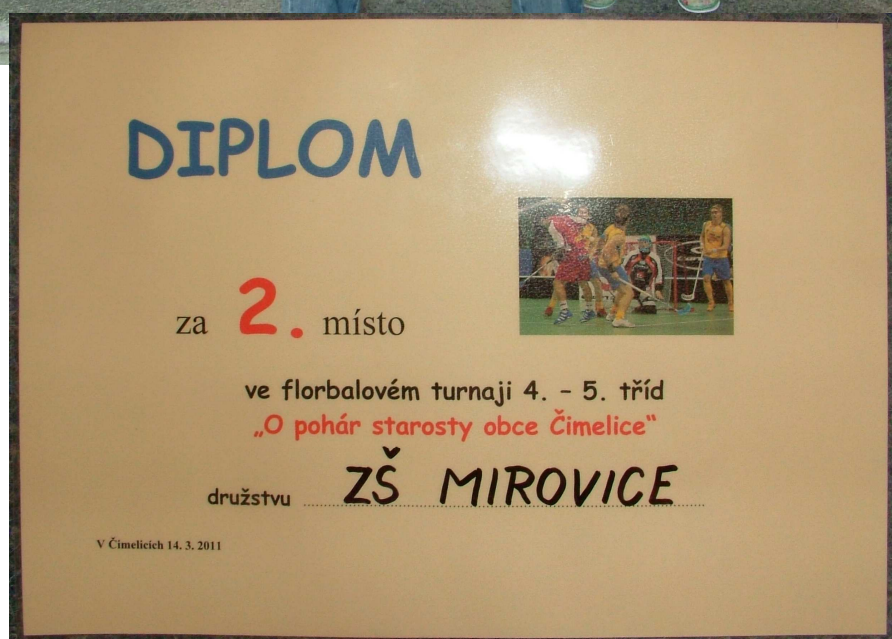 DIPLOM
za 2. místo
ve florbalovém turnaji 4. - 5. tříd
„O pohár starosty obce Čimelice“
družstvu ZŠ MIROVICE
V Čimelicích 14. 3. 2011